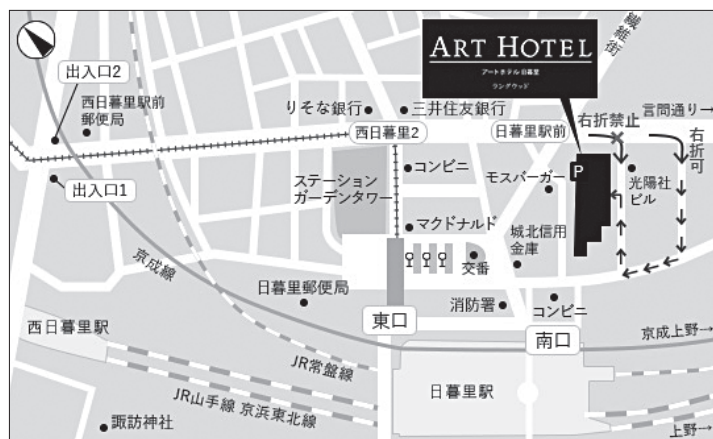 出入口2
西日暮里駅前
郵便局
出入口1
りそな銀行
三井住友銀行
西日暮里2
日暮里駅前
ART HOTEL
アートホテル 日暮里
ラングウッド
繊維街
言問通り→
右折禁止
右折可
P
コンビニ
モスバーガー
光陽社
ビル
ステーション
ガーデンタワー
マクドナルド
城北信用
金庫
交番
京成線
日暮里郵便局
消防署
コンビニ
東口
南口
京成上野→
西日暮里駅
JR常盤線
JR山手線 京浜東北線
日暮里駅
諏訪神社
上野→